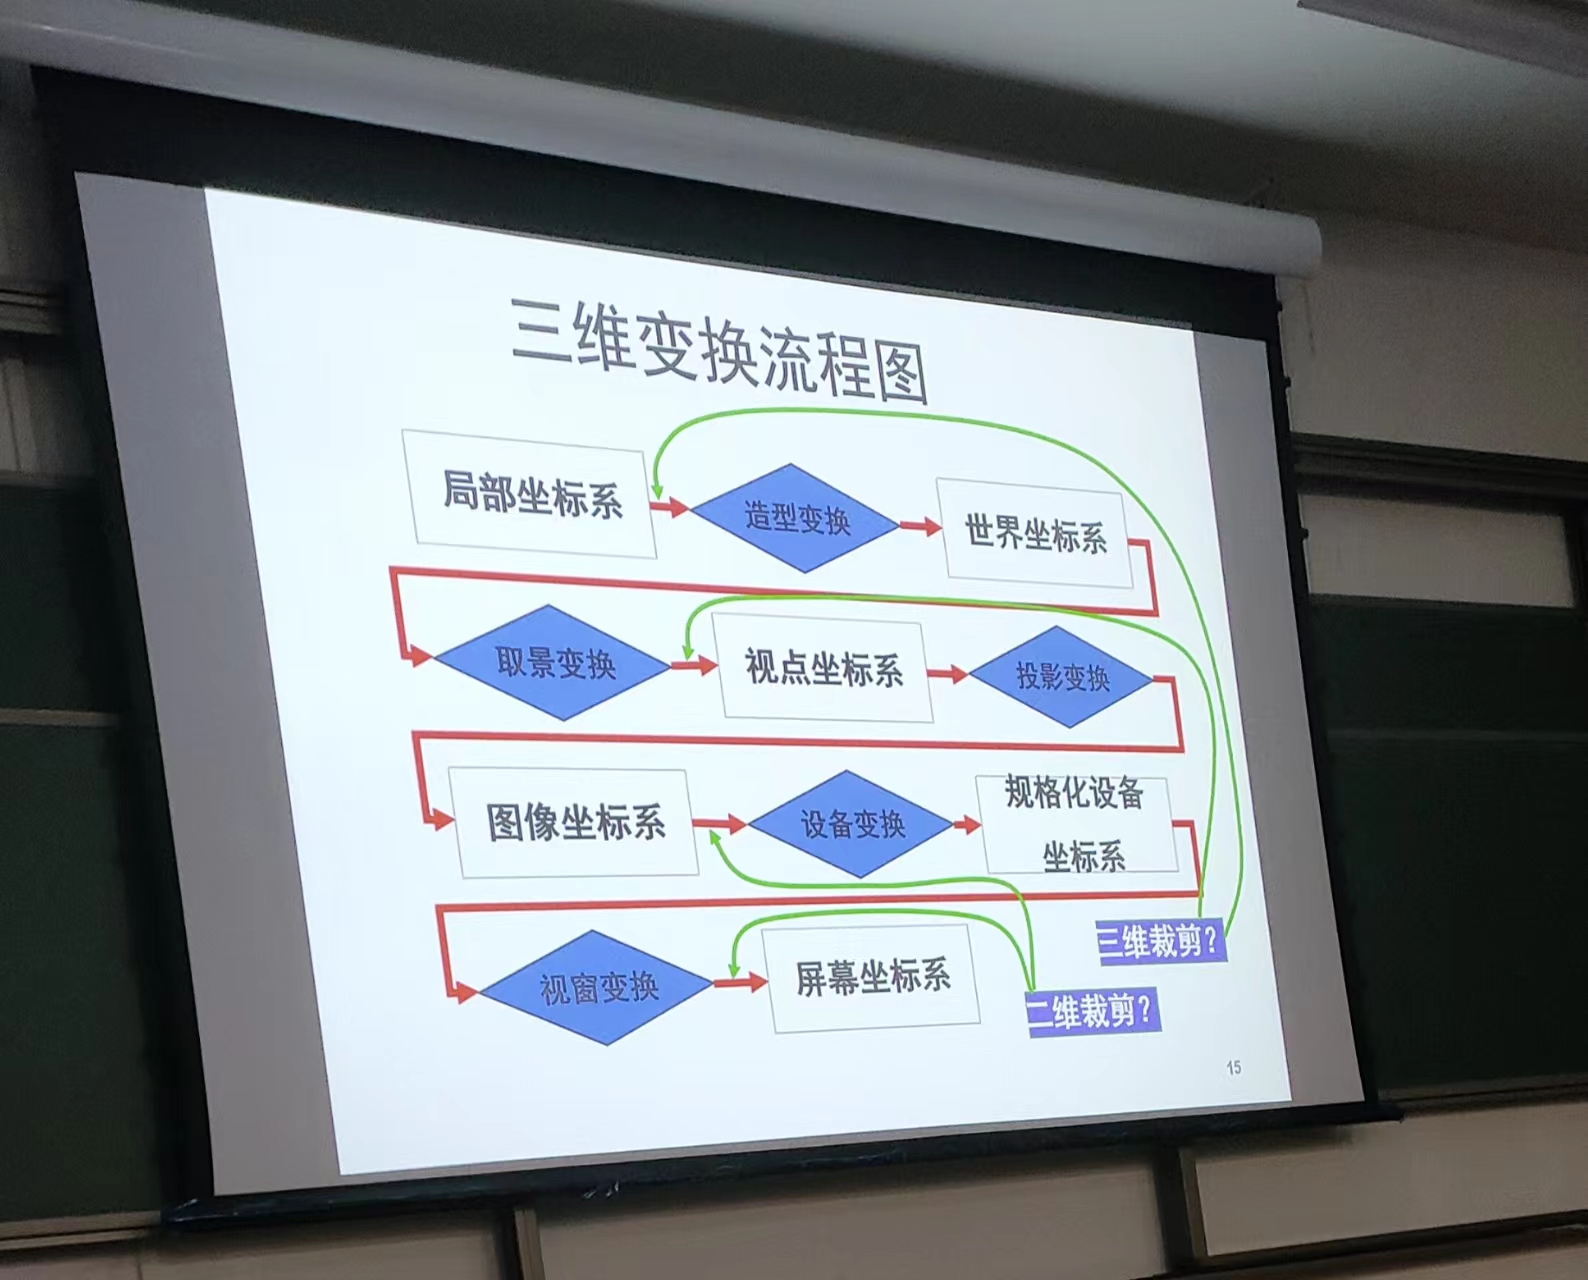 三维变换流程图
局部坐标系
造型变换
世界坐标系
取景变换
视点坐标系
投影变换
图像坐标系
设备变换
规格化设备
坐标系
视窗变换
屏幕坐标系
三维裁剪?
二维裁剪?
15